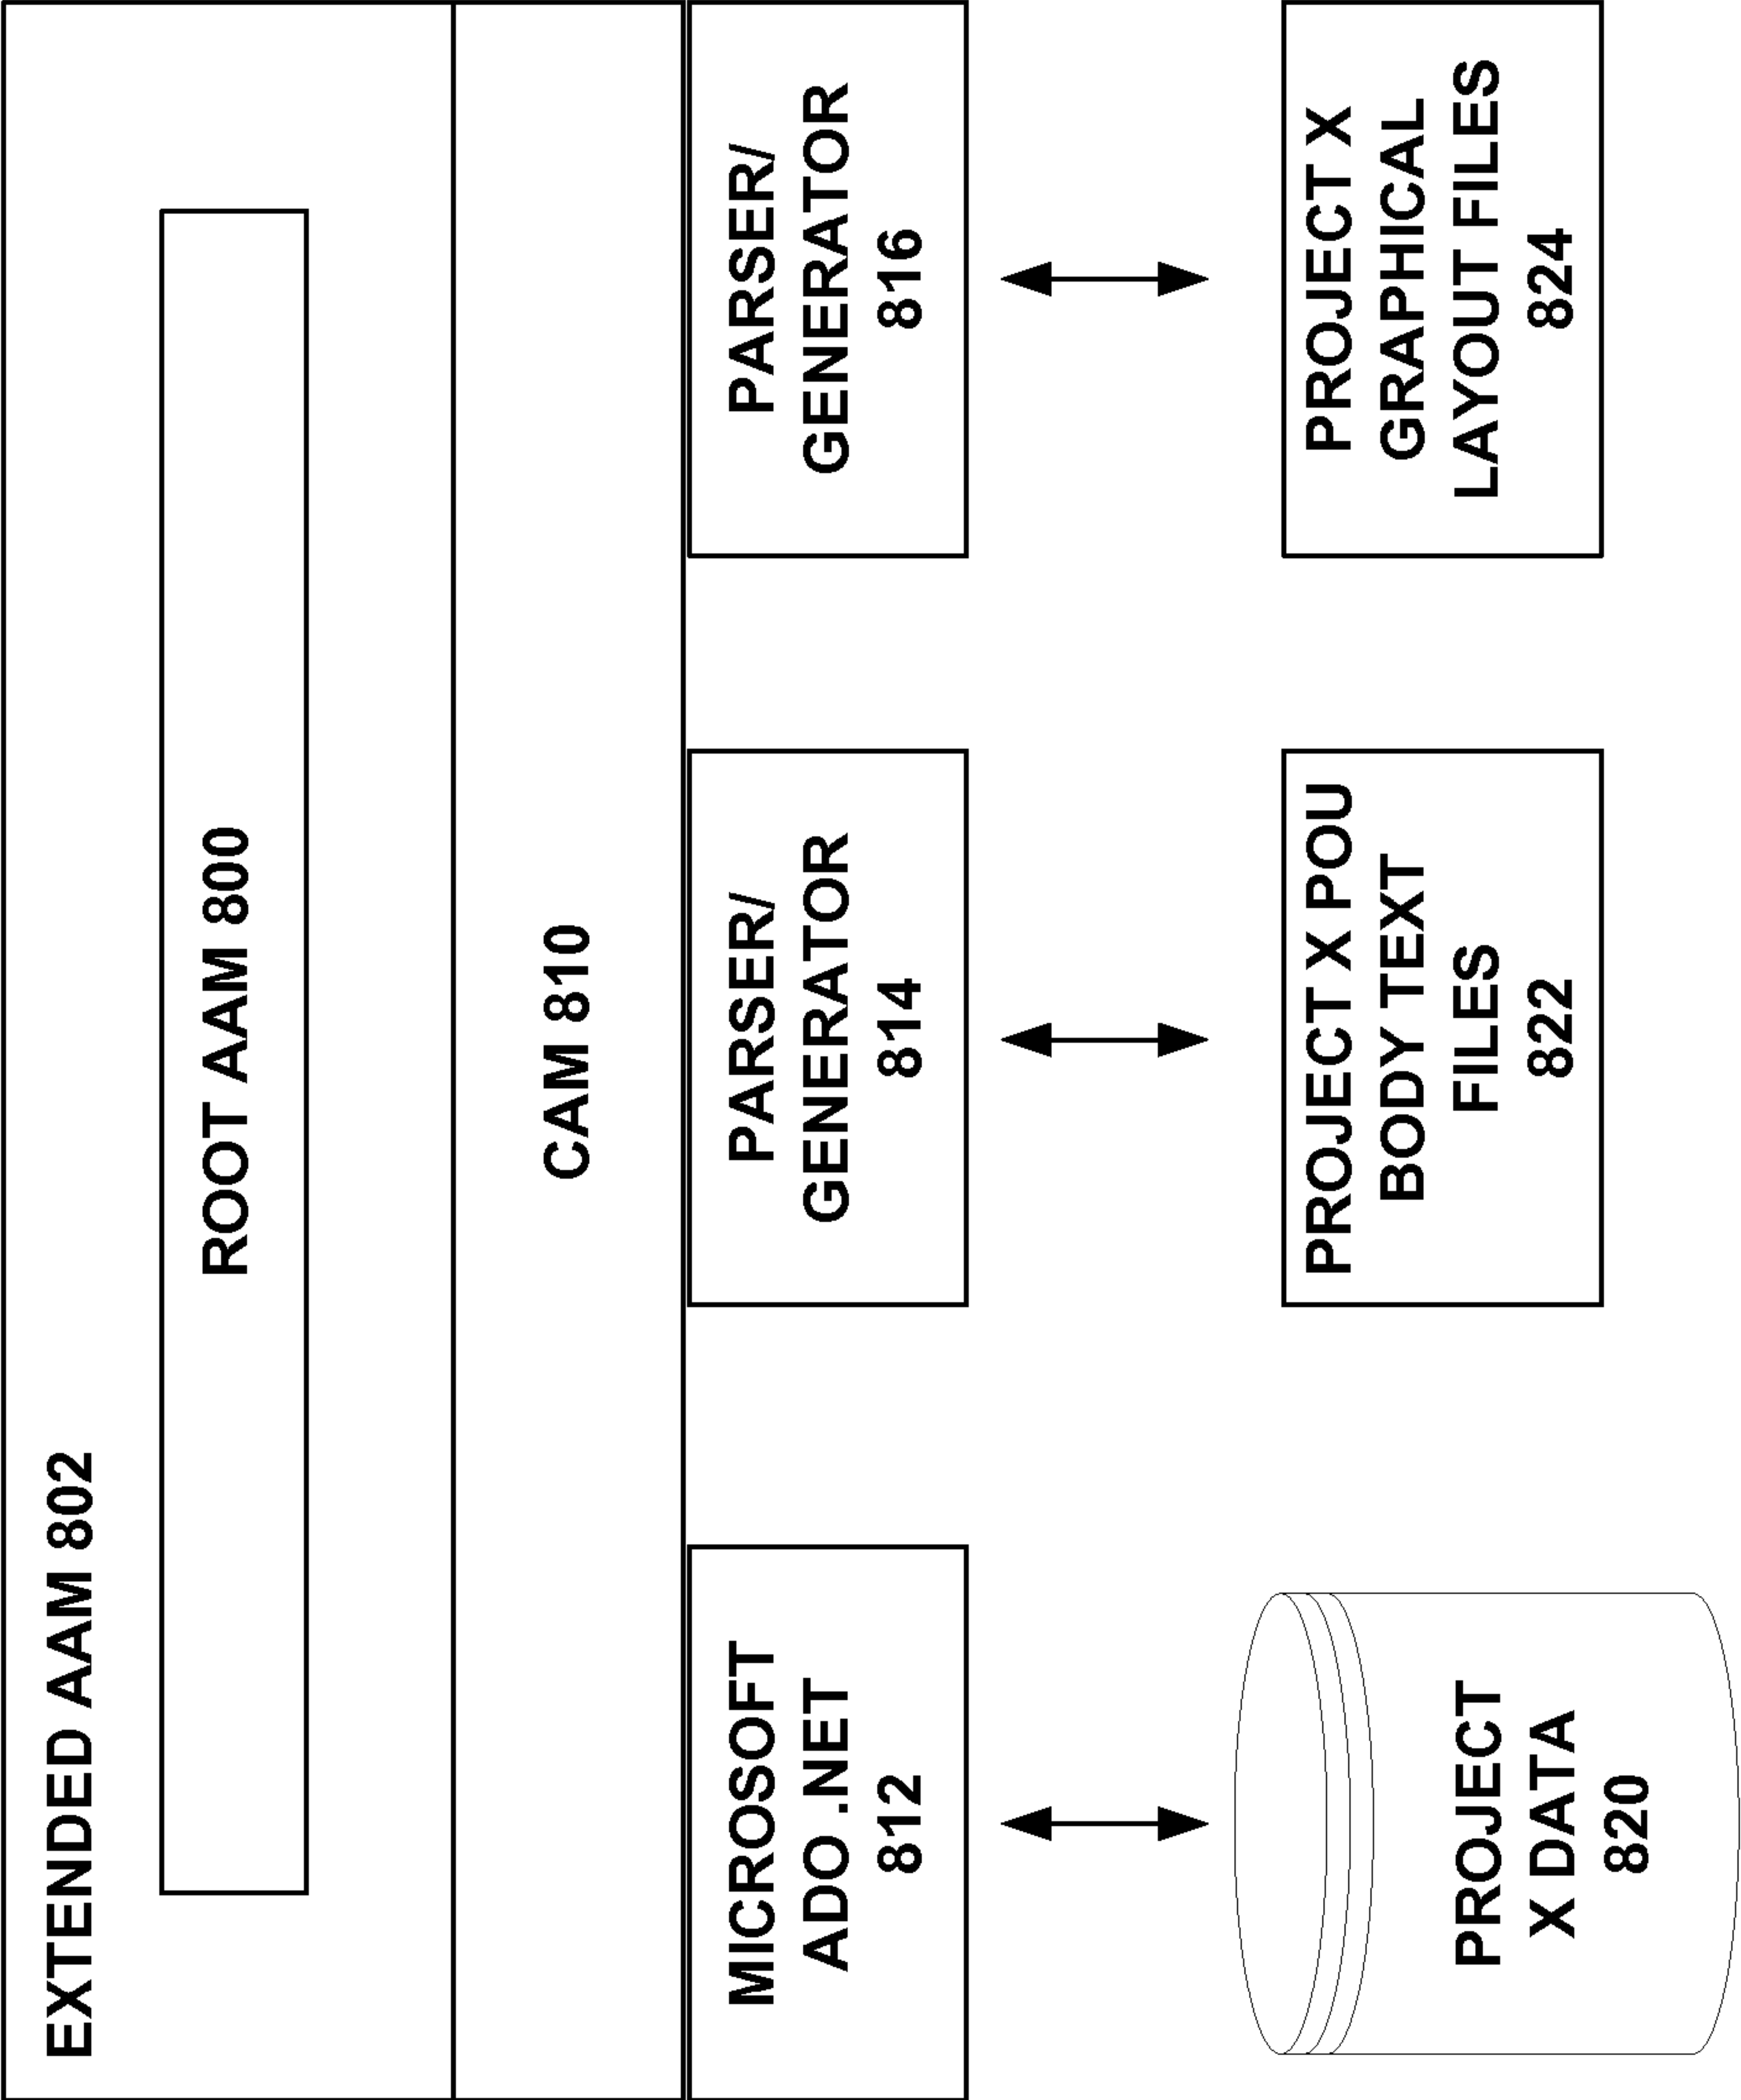 EXTENDED AAM 802
ROOT AAM 800
CAM 810
MICROSOFT
ADO .NET
812
PARSER/
GENERATOR
814
PARSER/
GENERATOR
816
PROJECT
X DATA
820
PROJECT X POU
BODY TEXT
FILES
822
PROJECT X
GRAPHICAL
LAYOUT FILES
824